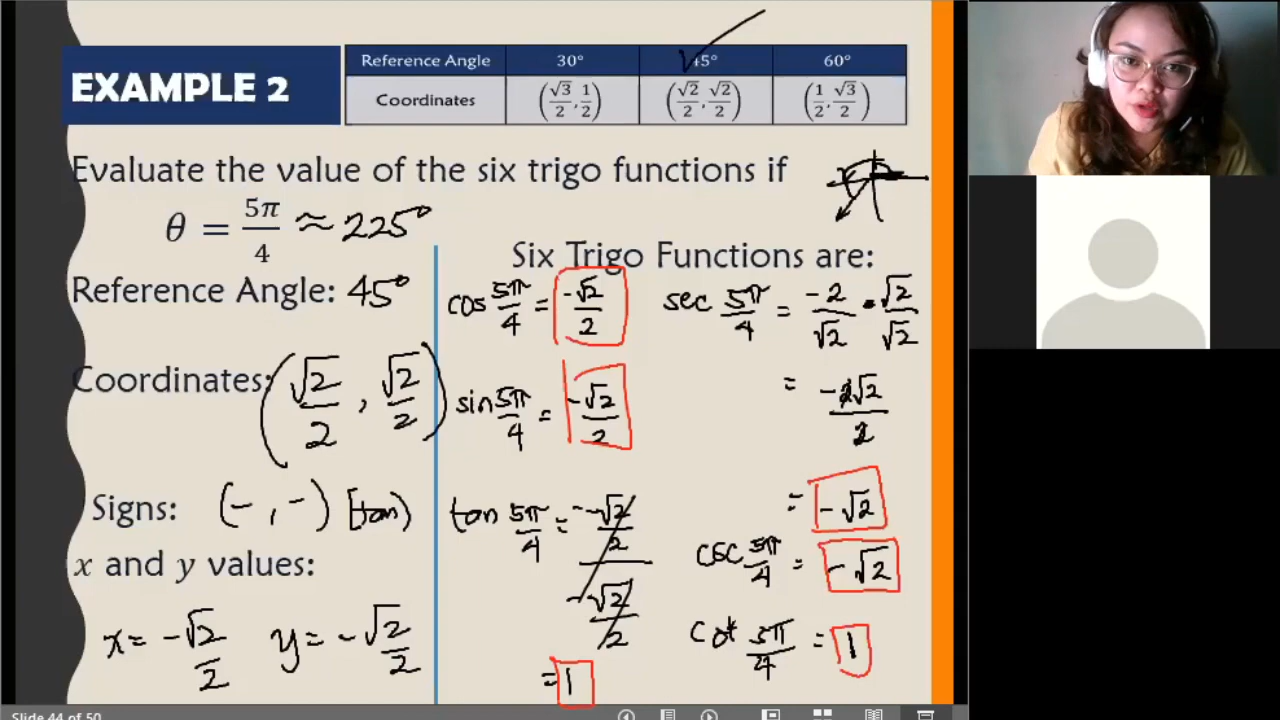 EXAMPLE 2
Reference Angle 30° 45° 60°
Coordinates (√3/2, 1/2) (√2/2, √2/2) (1/2, √3/2)
Evaluate the value of the six trigo functions if
θ = 5π/4 ≈ 225°
Reference Angle: 45°
Coordinates: (√2/2, √2/2)
Signs: (-, -) [tan)
x and y values:
x = -√2/2 y = -√2/2
Six Trigo Functions are:
cos 5π/4 = -√2/2
sin 5π/4 = -√2/2
tan 5π/4 = -√2/2 / -√2/2
= 1
sec 5π/4 = -2/√2 • √2/√2
= -2√2/2
= -√2
csc 5π/4 = -√2
cot 5π/4 = 1
Slide 44 of 50